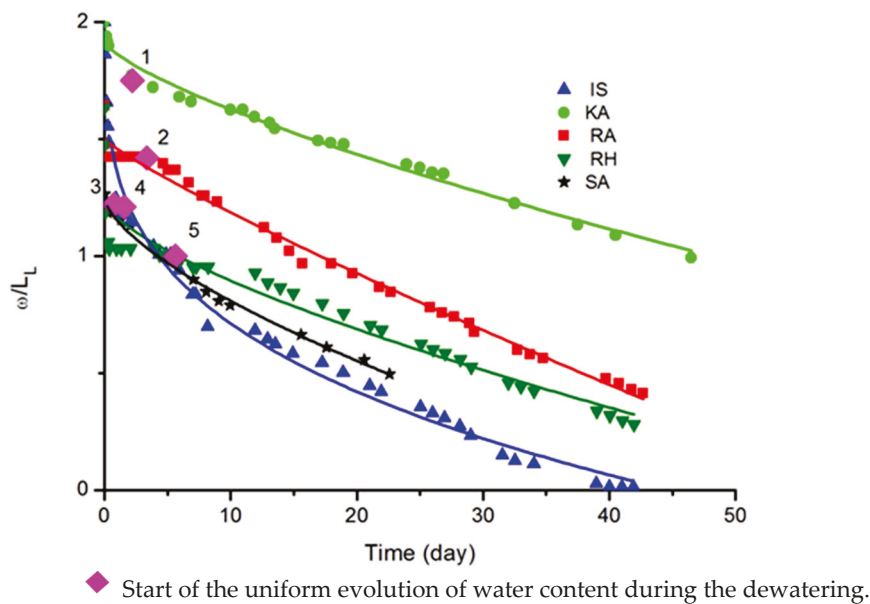 2
1
IS
KA
RA
RH
SA
2
3
4
5
1
ω/L_L
0
0
10
20
30
40
50
Time (day)
Start of the uniform evolution of water content during the dewatering.